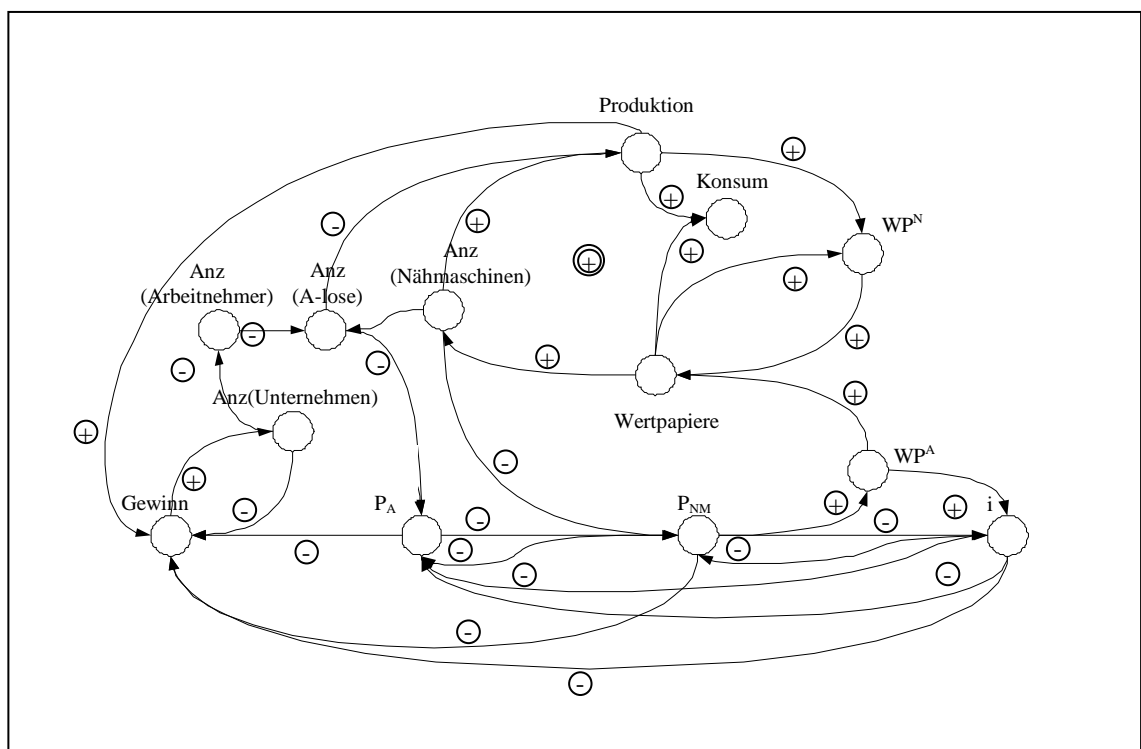 Produktion
+
Konsum
+
WP^N
-
+
+
Anz
(Nähmaschinen)
+
+
Anz
(Arbeitnehmer)
Anz
(A-lose)
-
+
-
-
+
+
Anz(Unternehmen)
Wertpapiere
+
-
WP^A
+
Gewinn
-
P_A
-
P_NM
+
-
+
i
-
-
-
-
-
-
-